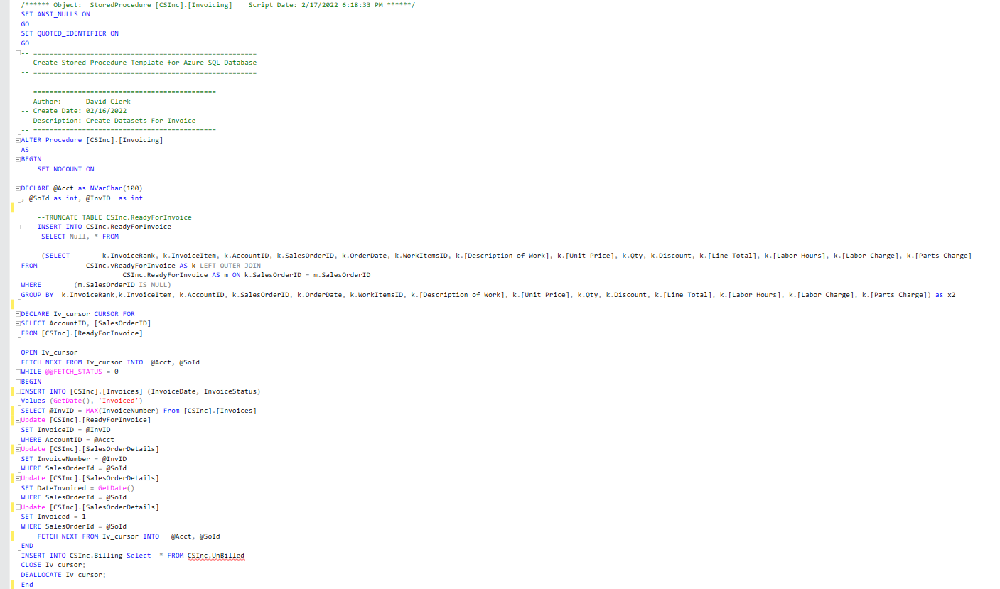 /****** Object:  StoredProcedure [CSInc].[Invoicing]    Script Date: 2/17/2022 6:18:33 PM ******/
SET ANSI_NULLS ON
GO
SET QUOTED_IDENTIFIER ON
GO
-- =======================================================
-- Create Stored Procedure Template for Azure SQL Database
-- =======================================================
-- =============================================
-- Author:      David Clerk
-- Create Date: 02/16/2022
-- Description: Create Datasets For Invoice
-- =============================================
ALTER Procedure [CSInc].[Invoicing]
AS
BEGIN
    SET NOCOUNT ON
DECLARE @Acct as NVarChar(100)
, @SoId as int, @InvID  as int
    --TRUNCATE TABLE CSInc.ReadyForInvoice
    INSERT INTO CSInc.ReadyForInvoice
     SELECT Null, * FROM
     (SELECT        k.InvoiceRank, k.InvoiceItem, k.AccountID, k.SalesOrderID, k.OrderDate, k.WorkItemsID, k.[Description of Work], k.[Unit Price], k.Qty, k.Discount, k.[Line Total], k.[Labor Hours], k.[Labor Charge], k.[Parts Charge]
FROM            CSInc.vReadyForInvoice AS k LEFT OUTER JOIN
                         CSInc.ReadyForInvoice AS m ON k.SalesOrderID = m.SalesOrderID
WHERE        (m.SalesOrderID IS NULL)
GROUP BY  k.InvoiceRank,k.InvoiceItem, k.AccountID, k.SalesOrderID, k.OrderDate, k.WorkItemsID, k.[Description of Work], k.[Unit Price], k.Qty, k.Discount, k.[Line Total], k.[Labor Hours], k.[Labor Charge], k.[Parts Charge]) as x2
DECLARE Iv_cursor CURSOR FOR
SELECT AccountID, [SalesOrderID]
FROM [CSInc].[ReadyForInvoice]
OPEN Iv_cursor
FETCH NEXT FROM Iv_cursor INTO  @Acct, @SoId
WHILE @@FETCH_STATUS = 0
BEGIN
INSERT INTO [CSInc].[Invoices] (InvoiceDate, InvoiceStatus)
Values (GetDate(), 'Invoiced')
SELECT @InvID = MAX(InvoiceNumber) From [CSInc].[Invoices]
Update [CSInc].[ReadyForInvoice]
SET InvoiceID = @InvID
WHERE AccountID = @Acct
Update [CSInc].[SalesOrderDetails]
SET InvoiceNumber = @InvID
WHERE SalesOrderId = @SoId
Update [CSInc].[SalesOrderDetails]
SET DateInvoiced = GetDate()
WHERE SalesOrderId = @SoId
Update [CSInc].[SalesOrderDetails]
SET Invoiced = 1
WHERE SalesOrderId = @SoId
    FETCH NEXT FROM Iv_cursor INTO   @Acct, @SoId
END
INSERT INTO CSInc.Billing Select  * FROM CSInc.UnBilled
CLOSE Iv_cursor;
DEALLOCATE Iv_cursor;
End